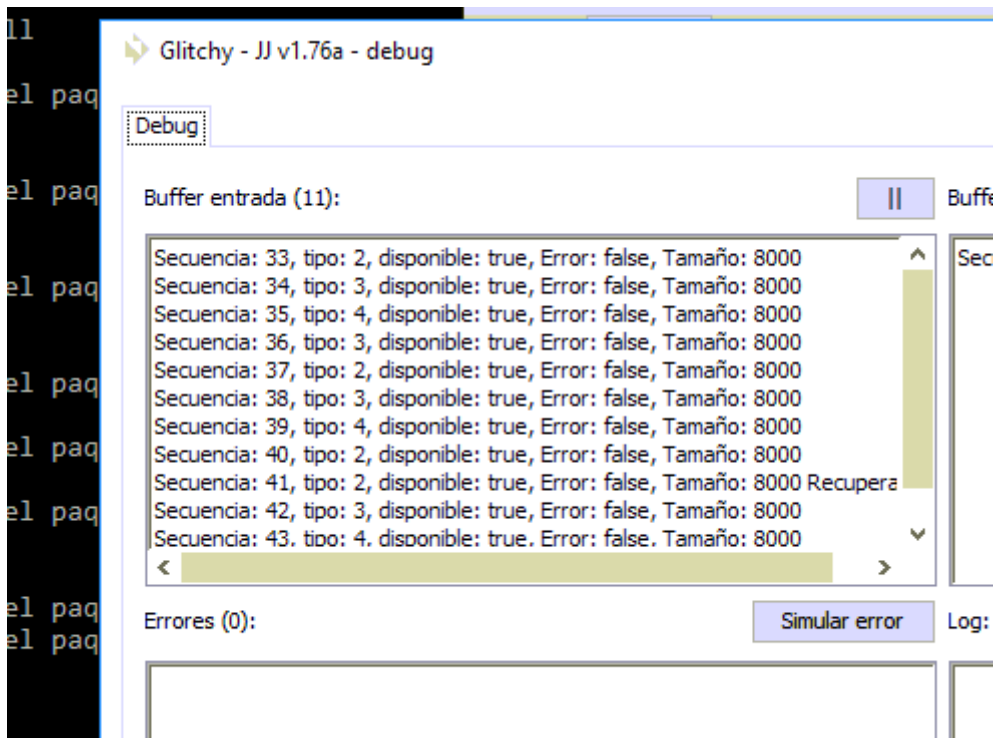 ll
el paq
el paq
el paq
el paq
el paq
el paq
el paq
el paq
Glitchy - JJ v1.76a - debug
Debug
Buffer entrada (11):
||
Buffe
Secuencia: 33, tipo: 2, disponible: true, Error: false, Tamaño: 8000
Secuencia: 34, tipo: 3, disponible: true, Error: false, Tamaño: 8000
Secuencia: 35, tipo: 4, disponible: true, Error: false, Tamaño: 8000
Secuencia: 36, tipo: 3, disponible: true, Error: false, Tamaño: 8000
Secuencia: 37, tipo: 2, disponible: true, Error: false, Tamaño: 8000
Secuencia: 38, tipo: 3, disponible: true, Error: false, Tamaño: 8000
Secuencia: 39, tipo: 4, disponible: true, Error: false, Tamaño: 8000
Secuencia: 40, tipo: 2, disponible: true, Error: false, Tamaño: 8000
Secuencia: 41, tipo: 2, disponible: true, Error: false, Tamaño: 8000 Recupera
Secuencia: 42, tipo: 3, disponible: true, Error: false, Tamaño: 8000
Secuencia: 43, tipo: 4, disponible: true, Error: false, Tamaño: 8000
Sec
Errores (0):
Simular error
Log: